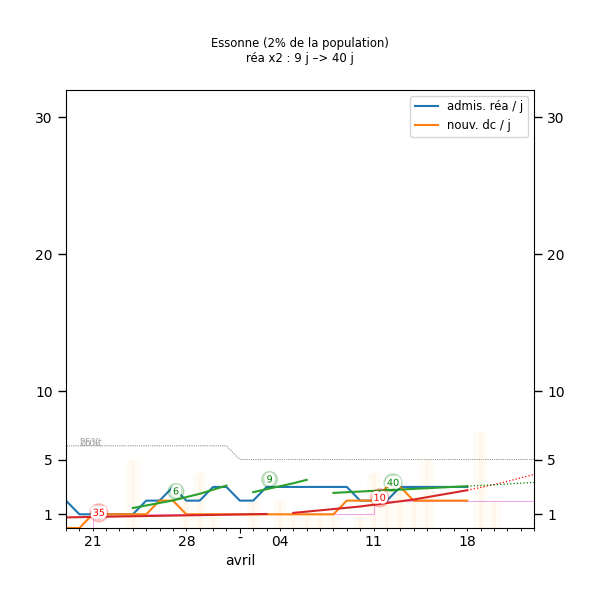 Essonne (2% de la population)
réa x2 : 9 j –> 40 j
admis. réa / j
nouv. dc / j
30 30
20 20
10 10
5 5
1 1
35
6
9
40
10
21 28 - 04 11 18
avril